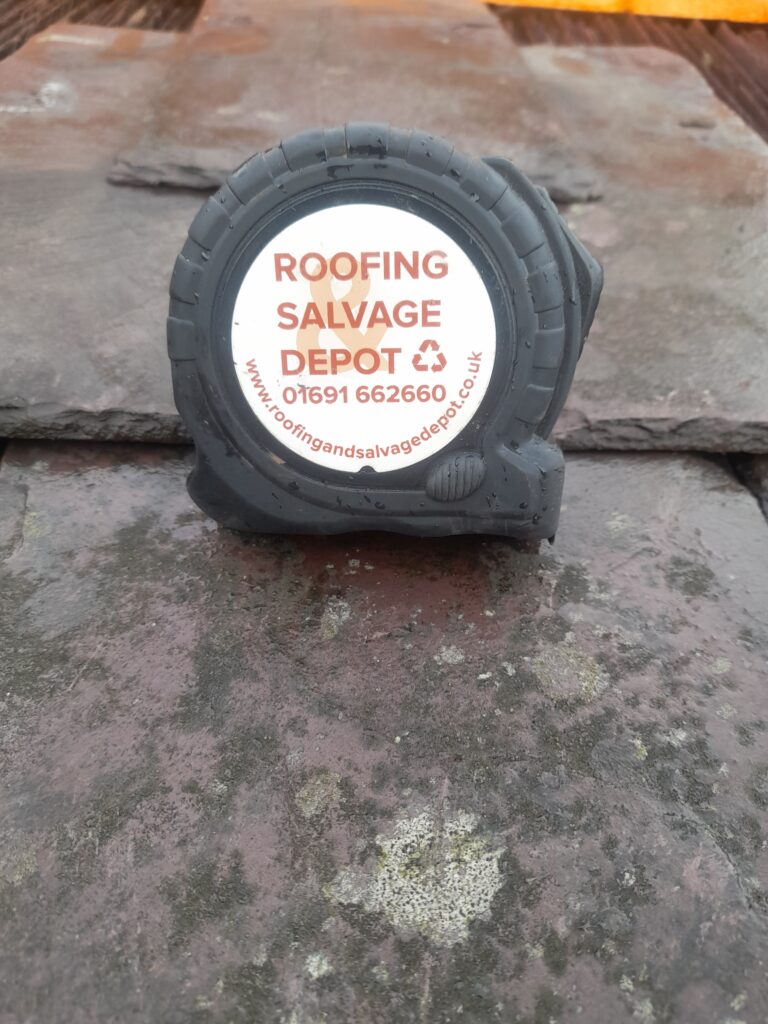 ROOFING
&
SALVAGE
DEPOT
01691 662660
www.roofingandsalvagedepot.co.uk